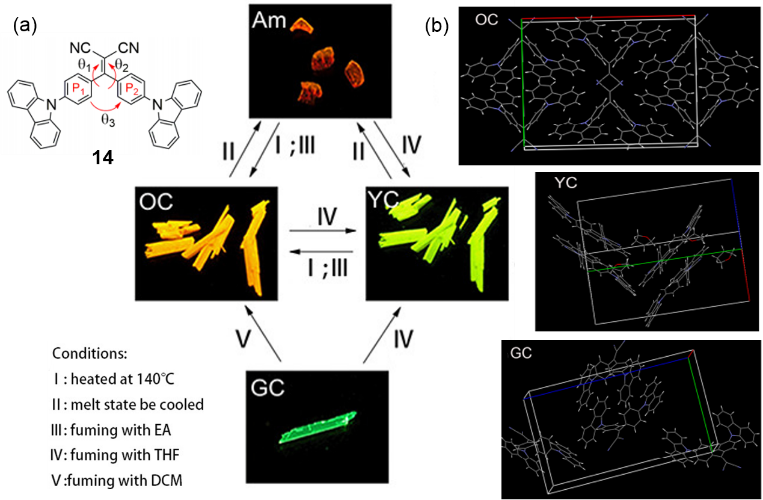 (a)
NC CN
θ1 θ2
P1 P2
N N
θ3
14
Am
II I ; III II IV
OC
IV
I ; III
YC
V IV
GC
Conditions:
I : heated at 140°C
II : melt state be cooled
III: fuming with EA
IV: fuming with THF
V :fuming with DCM
(b)
OC
YC
GC